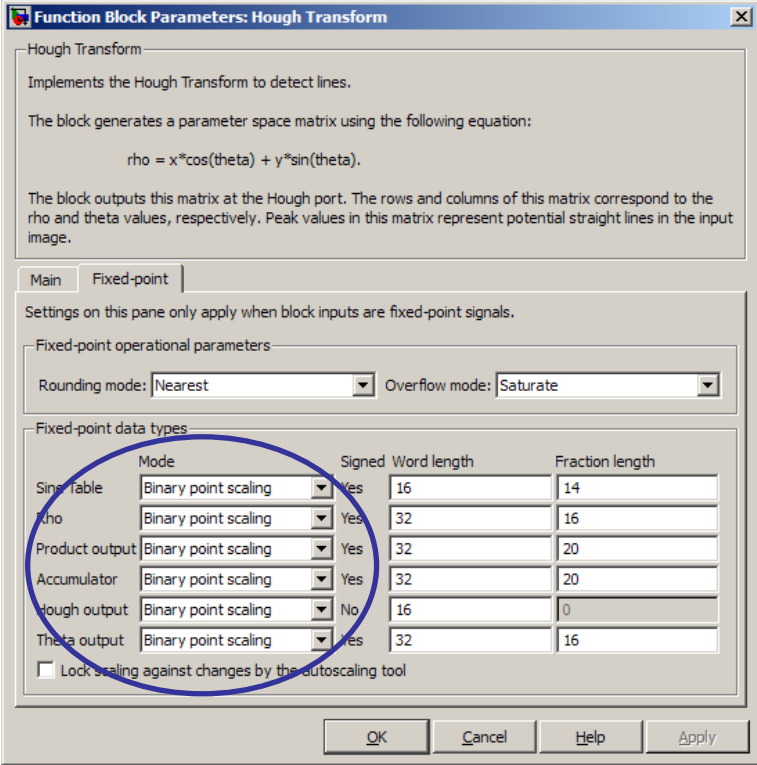 Function Block Parameters: Hough Transform
Hough Transform
Implements the Hough Transform to detect lines.
The block generates a parameter space matrix using the following equation:
rho = x*cos(theta) + y*sin(theta).
The block outputs this matrix at the Hough port. The rows and columns of this matrix correspond to the
rho and theta values, respectively. Peak values in this matrix represent potential straight lines in the input
image.
Main Fixed-point
Settings on this pane only apply when block inputs are fixed-point signals.
Fixed-point operational parameters
Rounding mode: Nearest Overflow mode: Saturate
Fixed-point data types
Mode Signed Word length Fraction length
Sine Table Binary point scaling Yes 16 14
Rho Binary point scaling Yes 32 16
Product output Binary point scaling Yes 32 20
Accumulator Binary point scaling Yes 32 20
Hough output Binary point scaling No 16 0
Theta output Binary point scaling Yes 32 16
Lock scaling against changes by the autoscaling tool
OK Cancel Help Apply